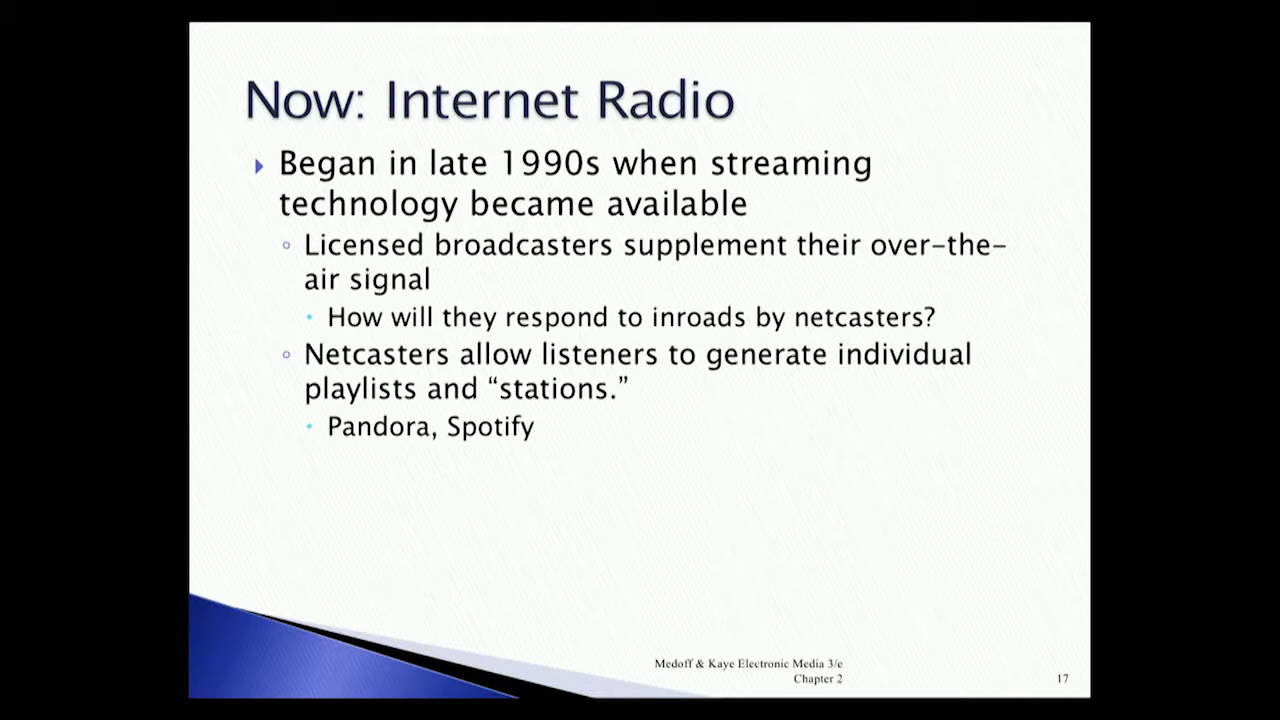 Now: Internet Radio
Began in late 1990s when streaming
technology became available
Licensed broadcasters supplement their over-the-
air signal
How will they respond to inroads by netcasters?
Netcasters allow listeners to generate individual
playlists and “stations.”
Pandora, Spotify
Medoff & Kaye Electronic Media 3/e
Chapter 2
17